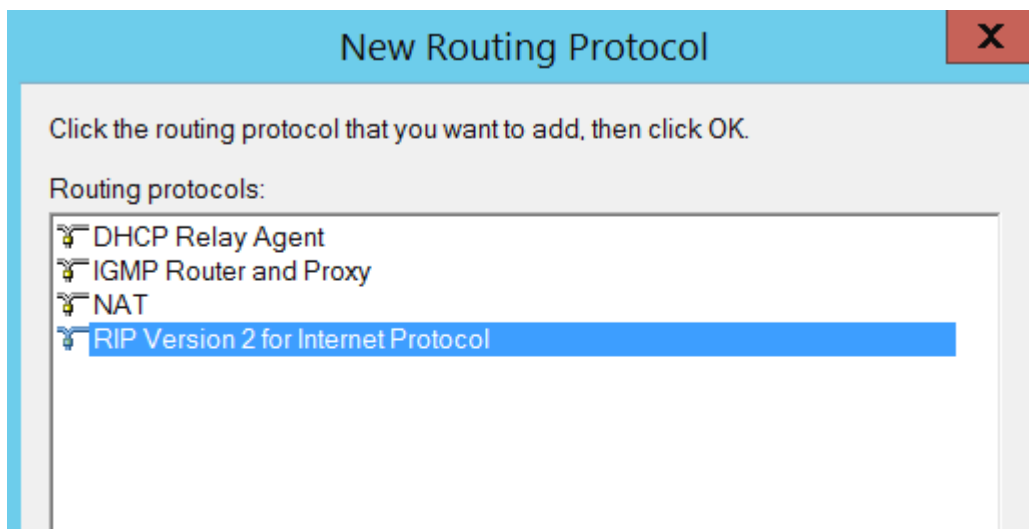 New Routing Protocol
X
Click the routing protocol that you want to add, then click OK.
Routing protocols:
DHCP Relay Agent
IGMP Router and Proxy
NAT
RIP Version 2 for Internet Protocol